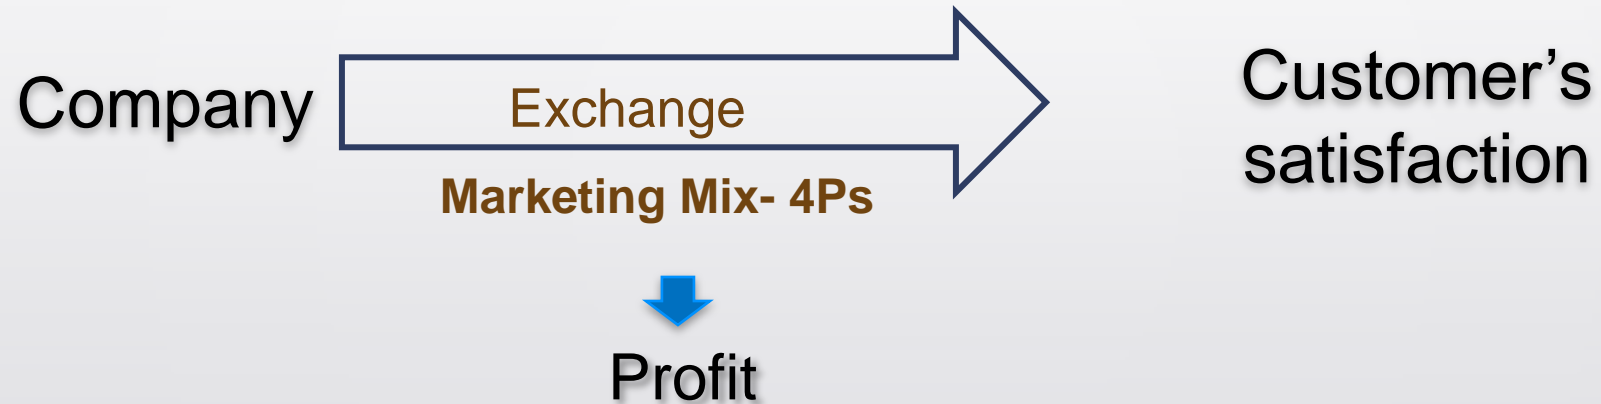 Company
Exchange
Customer’s
satisfaction
Marketing Mix- 4Ps
Profit